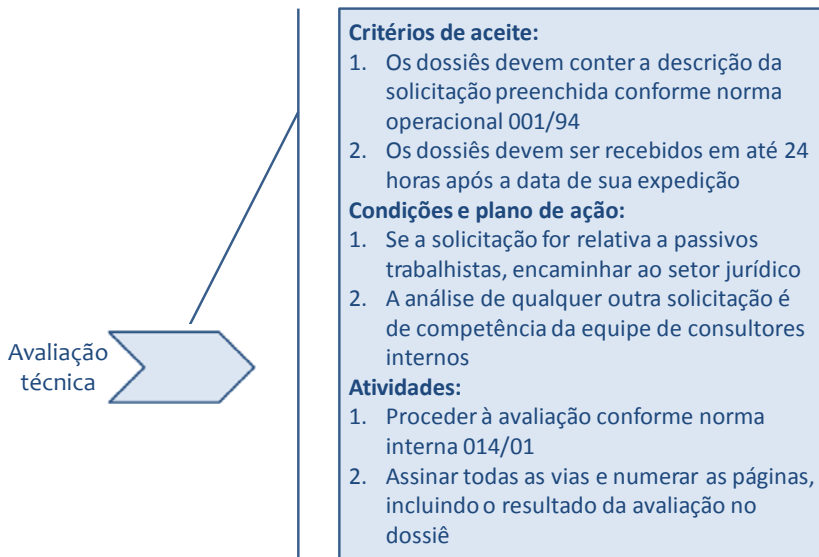 Critérios de aceite:
1. Os dossiês devem conter a descrição da
solicitação preenchida conforme norma
operacional 001/94
2. Os dossiês devem ser recebidos em até 24
horas após a data de sua expedição
Condições e plano de ação:
1. Se a solicitação for relativa a passivos
trabalhistas, encaminhar ao setor jurídico
2. A análise de qualquer outra solicitação é
de competência da equipe de consultores
internos
Atividades:
1. Proceder à avaliação conforme norma
interna 014/01
2. Assinar todas as vias e numerar as páginas,
incluindo o resultado da avaliação no
dossiê
Avaliação
técnica